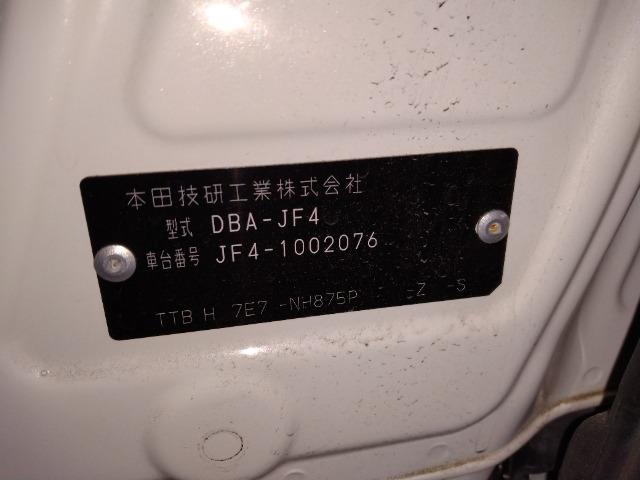 本田技研工業株式会社
型式 DBA-JF4
車台番号 JF4-1002076
TTB H 7E7 -NH875P -Z -S